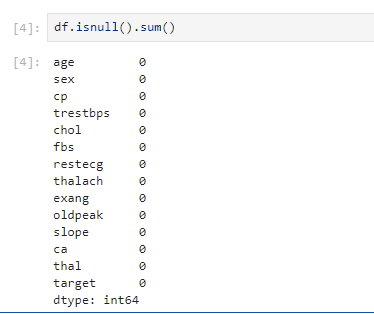 [4]: df.isnull().sum()
[4]: age 0
sex 0
cp 0
trestbps 0
chol 0
fbs 0
restecg 0
thalach 0
exang 0
oldpeak 0
slope 0
ca 0
thal 0
target 0
dtype: int64